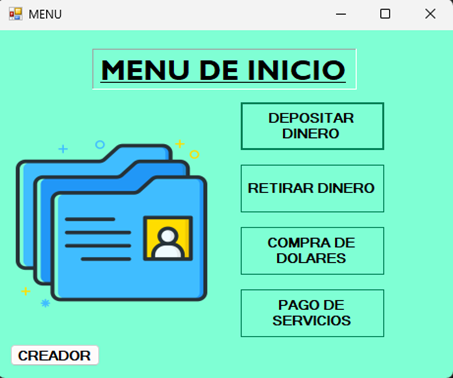 MENU
MENU DE INICIO
DEPOSITAR
DINERO
RETIRAR DINERO
COMPRA DE
DOLARES
PAGO DE
SERVICIOS
CREADOR